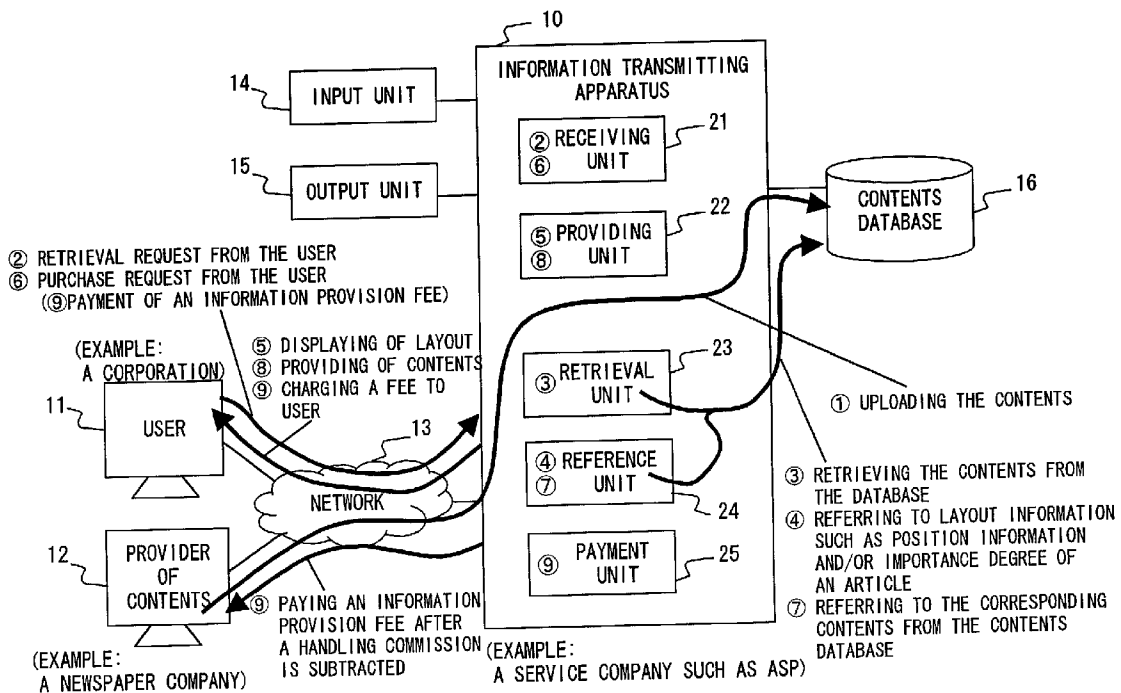 10
INFORMATION TRANSMITTING
APPARATUS
14
INPUT UNIT
15
OUTPUT UNIT
21
② RECEIVING
⑥ UNIT
22
⑤ PROVIDING
⑧ UNIT
CONTENTS
DATABASE
16
② RETRIEVAL REQUEST FROM THE USER
⑥ PURCHASE REQUEST FROM THE USER
(⑨PAYMENT OF AN INFORMATION PROVISION FEE)
(EXAMPLE:
A CORPORATION)
⑤ DISPLAYING OF LAYOUT
⑧ PROVIDING OF CONTENTS
⑨ CHARGING A FEE TO
USER
11
USER
13
NETWORK
23
③ RETRIEVAL
UNIT
① UPLOADING THE CONTENTS
④ REFERENCE
⑦ UNIT
24
③ RETRIEVING THE CONTENTS FROM
THE DATABASE
④ REFERRING TO LAYOUT INFORMATION
SUCH AS POSITION INFORMATION
AND/OR IMPORTANCE DEGREE OF
AN ARTICLE
⑦ REFERRING TO THE CORRESPONDING
CONTENTS FROM THE CONTENTS
DATABASE
12
PROVIDER
OF
CONTENTS
⑨ PAYMENT
UNIT
25
⑨ PAYING AN INFORMATION
PROVISION FEE AFTER
A HANDLING COMMISSION
IS SUBTRACTED
(EXAMPLE:
A NEWSPAPER COMPANY)
(EXAMPLE:
A SERVICE COMPANY SUCH AS ASP)